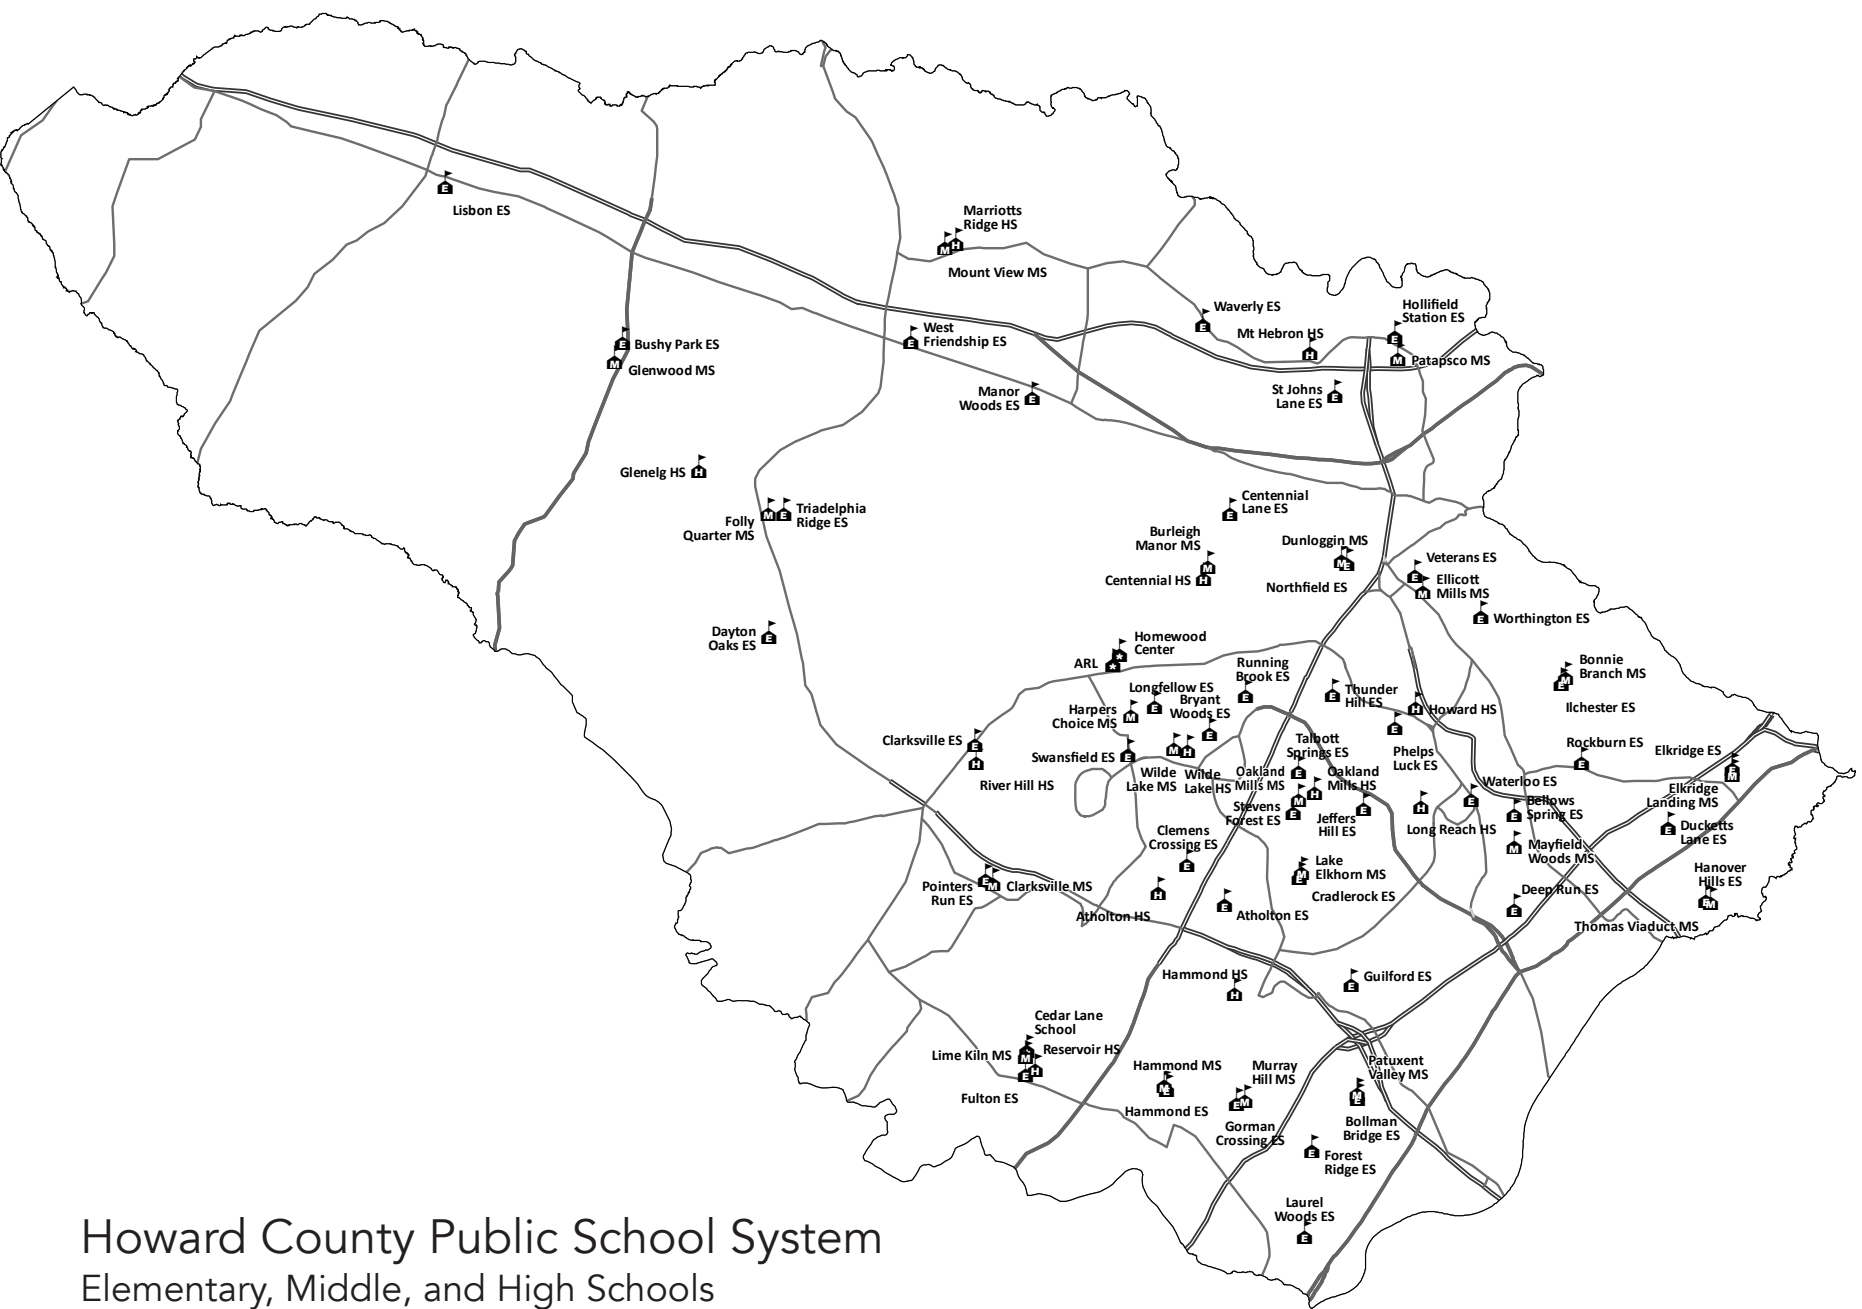 Lisbon ES
Marriotts
Ridge HS
Mount View MS
Waverly ES
Hollifield
Station ES
Mt Hebron HS
Patapsco MS
West
Friendship ES
Bushy Park ES
Glenwood MS
Manor
Woods ES
St Johns
Lane ES
Glenelg HS
Folly
Quarter MS
Triadelphia
Ridge ES
Centennial
Lane ES
Burleigh
Manor MS
Centennial HS
Dunloggin MS
Northfield ES
Veterans ES
Ellicott
Mills MS
Worthington ES
Dayton
Oaks ES
Homewood
Center
ARL
Running
Brook ES
Bonnie
Branch MS
Ilchester ES
Longfellow ES
Bryant
Woods ES
Harpers
Choice MS
Thunder
Hill ES
Howard HS
Clarksville ES
River Hill HS
Swansfield ES
Wilde
Lake MS
Wilde
Lake HS
Talbott
Springs ES
Oakland
Mills MS
Oakland
Mills HS
Stevens
Forest ES
Jeffers
Hill ES
Phelps
Luck ES
Rockburn ES
Elkridge ES
Elkridge
Landing MS
Waterloo ES
Bellows
Spring ES
Long Reach HS
Ducketts
Lane ES
Mayfield
Woods MS
Clemens
Crossing ES
Lake
Elkhorn MS
Cradlerock ES
Hanover
Hills ES
Deep Run ES
Thomas Viaduct MS
Pointers
Run ES
Clarksville MS
Atholton HS
Atholton ES
Hammond HS
Guilford ES
Cedar Lane
School
Lime Kiln MS
Reservoir HS
Fulton ES
Hammond MS
Hammond ES
Murray
Hill MS
Gorman
Crossing ES
Patuxent
Valley MS
Bollman
Bridge ES
Forest
Ridge ES
Laurel
Woods ES
Howard County Public School System
Elementary, Middle, and High Schools